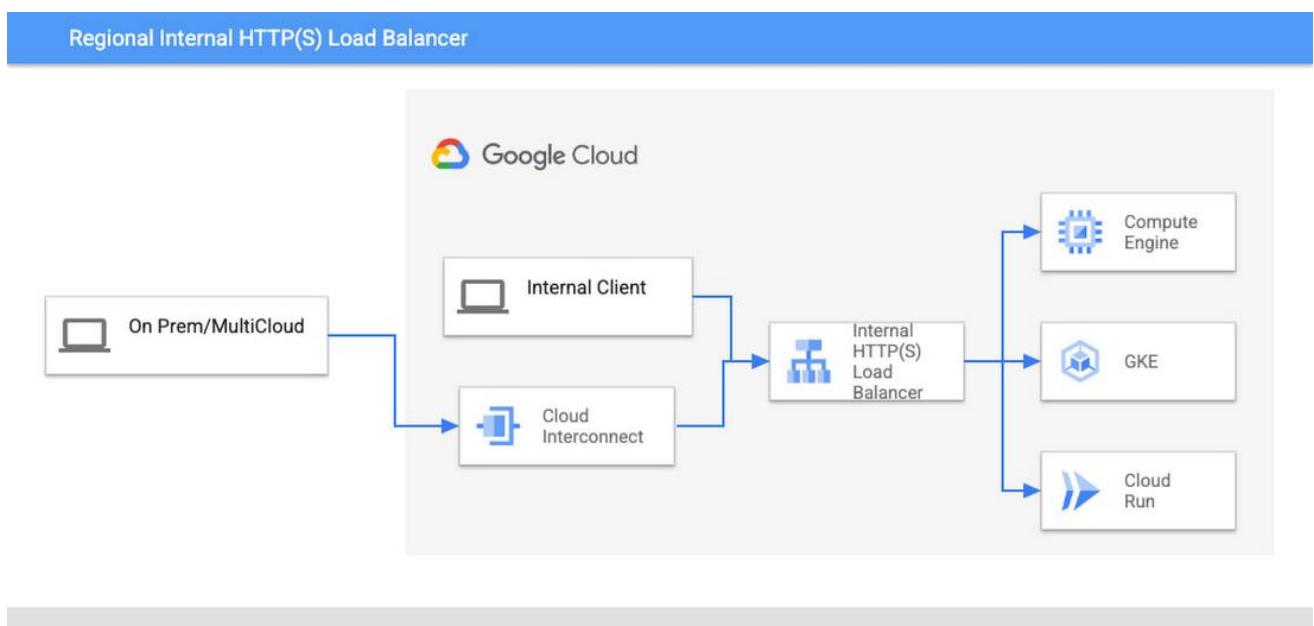 Regional Internal HTTP(S) Load Balancer
Google Cloud
Internal Client
On Prem/MultiCloud
Cloud
Interconnect
Internal
HTTP(S)
Load
Balancer
Compute
Engine
GKE
Cloud
Run